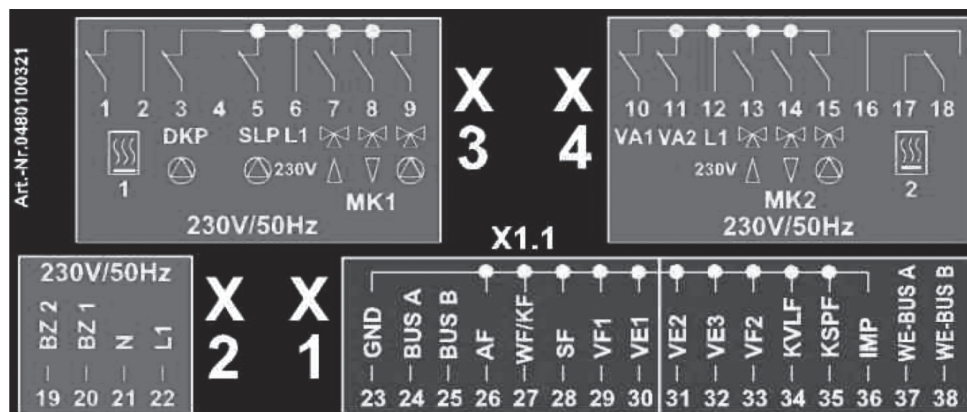 Art.-Nr.0480100321
1 2 3 4 5 6 7 8 9
DKP SLP L1
230V
1
MK1
230V/50Hz
X
3
X
4
10 11 12 13 14 15 16 17 18
VA1 VA2 L1
230V
2
MK2
230V/50Hz
X1.1
230V/50Hz
BZ 2
BZ 1
N
L1
19 20 21 22
X
2
X
1
GND
BUS A
BUS B
AF
WF/KF
SF
VF1
VE1
VE2
VE3
VF2
KVLF
KSPF
IMP
WE-BUS A
WE-BUS B
23 24 25 26 27 28 29 30 31 32 33 34 35 36 37 38